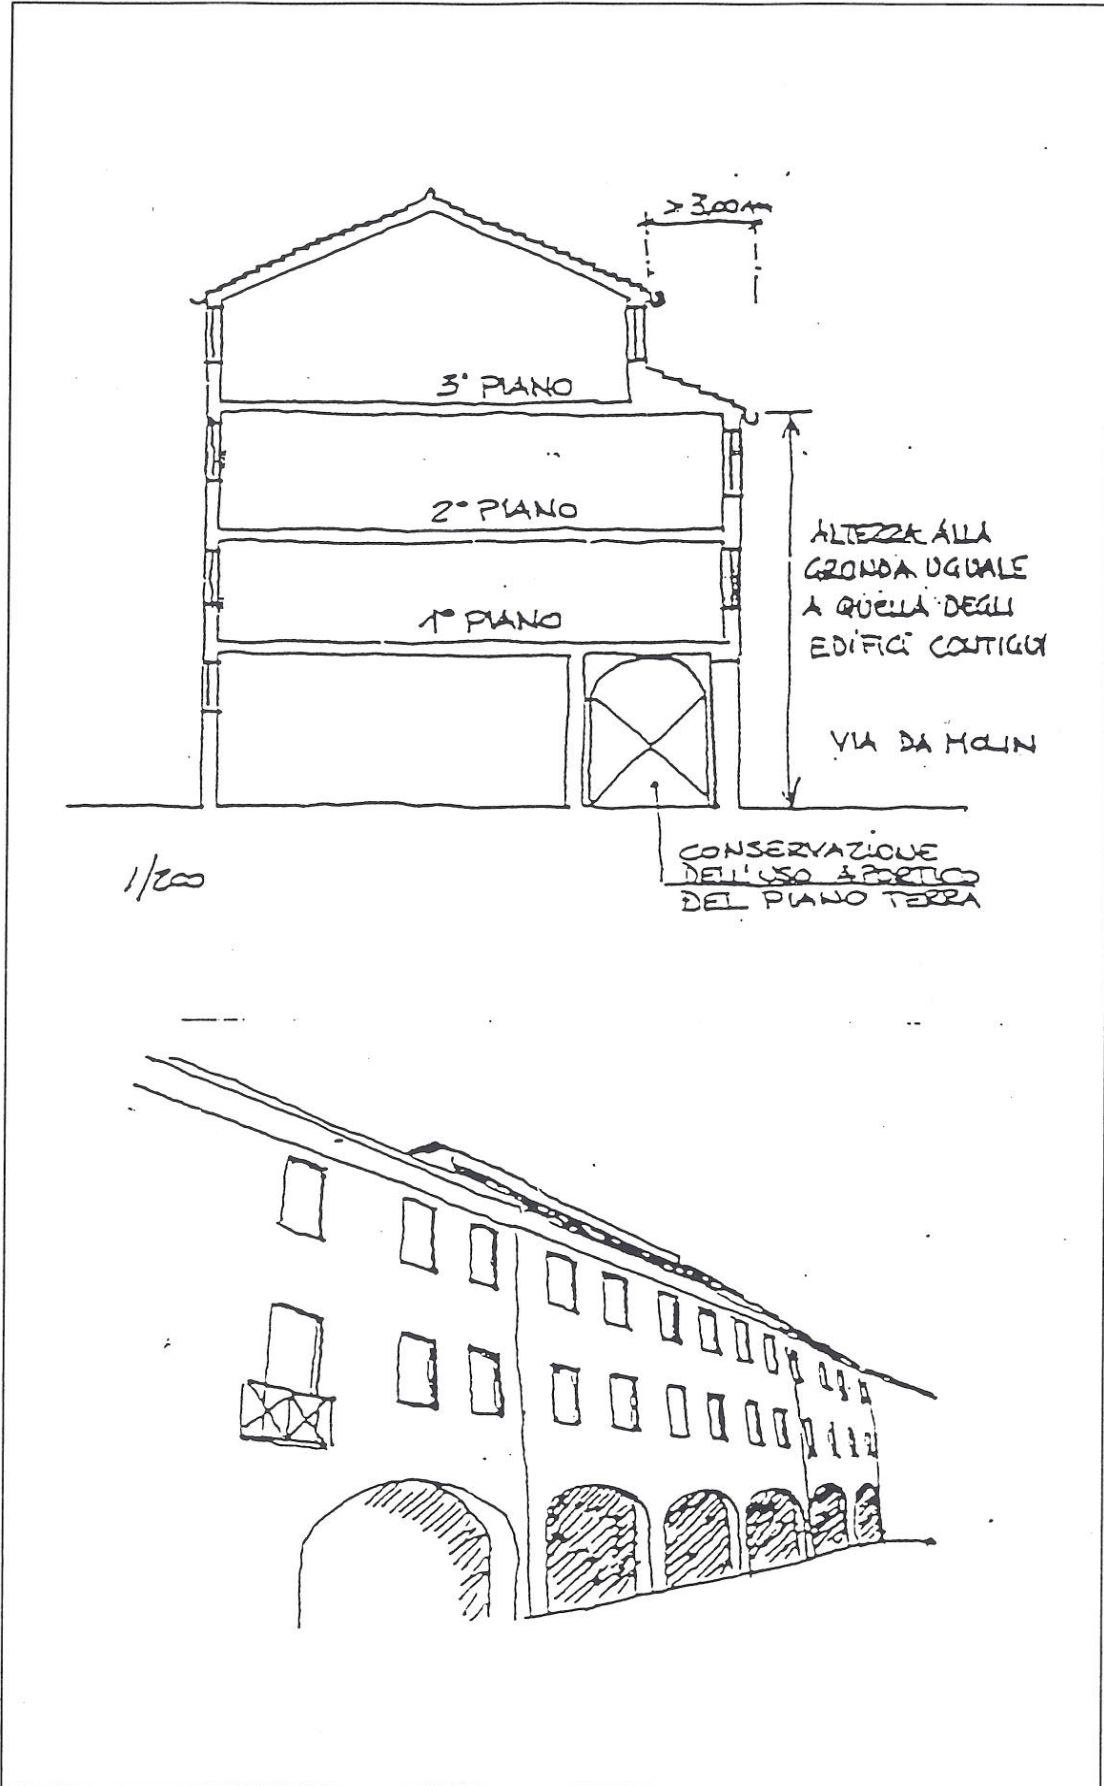 > 3.00 m
3° PIANO
2° PIANO
1° PIANO
ALTEZZA ALLA
GRONDA UGUALE
A QUELLA DEGLI
EDIFICI CONTIGUI
VIA DA MOLIN
1/200
CONSERVAZIONE
DELL'USO A PORTICO
DEL PIANO TERRA